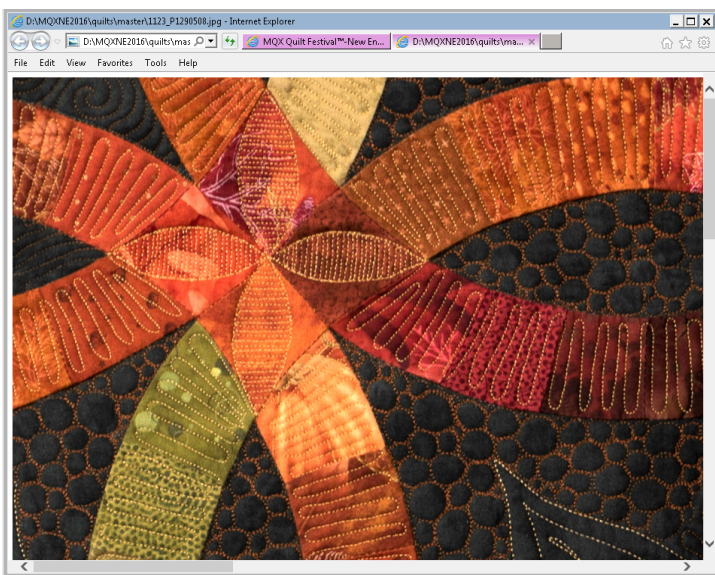 D:\MQXNE2016\quilts\master\1123_P1290508.jpg - Internet Explorer
D:\MQXNE2016\quilts\mas MQX Quilt Festival™-New En... D:\MQXNE2016\quilts\ma...
File Edit View Favorites Tools Help